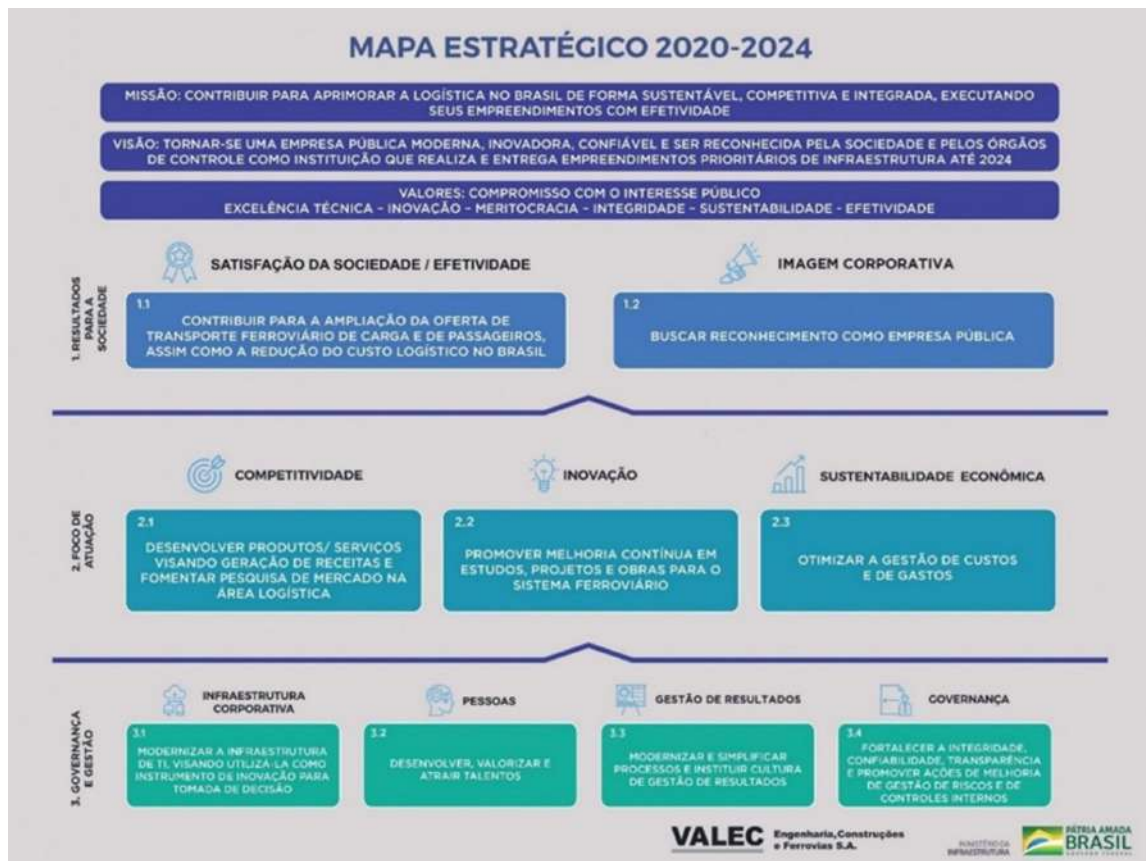 MAPA ESTRATÉGICO 2020-2024
MISSÃO: CONTRIBUIR PARA APRIMORAR A LOGÍSTICA NO BRASIL DE FORMA SUSTENTÁVEL, COMPETITIVA E INTEGRADA, EXECUTANDO
SEUS EMPREENDIMENTOS COM EFETIVIDADE
VISÃO: TORNAR-SE UMA EMPRESA PÚBLICA MODERNA, INOVADORA, CONFIÁVEL E SER RECONHECIDA PELA SOCIEDADE E PELOS ÓRGÃOS
DE CONTROLE COMO INSTITUIÇÃO QUE REALIZA E ENTREGA EMPREENDIMENTOS PRIORITÁRIOS DE INFRAESTRUTURA ATÉ 2024
VALORES: COMPROMISSO COM O INTERESSE PÚBLICO
EXCELÊNCIA TÉCNICA – INOVAÇÃO – MERITOCRACIA – INTEGRIDADE – SUSTENTABILIDADE - EFETIVIDADE
1. RESULTADOS
PARA A
SOCIEDADE
SATISFAÇÃO DA SOCIEDADE / EFETIVIDADE
1.1
CONTRIBUIR PARA A AMPLIAÇÃO DA OFERTA DE
TRANSPORTE FERROVIÁRIO DE CARGA E DE PASSAGEIROS,
ASSIM COMO A REDUÇÃO DO CUSTO LOGÍSTICO NO BRASIL
IMAGEM CORPORATIVA
1.2
BUSCAR RECONHECIMENTO COMO EMPRESA PÚBLICA
2. FOCO DE
ATUAÇÃO
COMPETITIVIDADE
2.1
DESENVOLVER PRODUTOS/ SERVIÇOS
VISANDO GERAÇÃO DE RECEITAS E
FOMENTAR PESQUISA DE MERCADO NA
ÁREA LOGÍSTICA
INOVAÇÃO
2.2
PROMOVER MELHORIA CONTÍNUA EM
ESTUDOS, PROJETOS E OBRAS PARA O
SISTEMA FERROVIÁRIO
SUSTENTABILIDADE ECONÔMICA
2.3
OTIMIZAR A GESTÃO DE CUSTOS
E DE GASTOS
3. GOVERNANÇA
E GESTÃO
INFRAESTRUTURA
CORPORATIVA
3.1
MODERNIZAR A INFRAESTRUTURA
DE TI, VISANDO UTILIZÁ-LA COMO
INSTRUMENTO DE INOVAÇÃO PARA
TOMADA DE DECISÃO
PESSOAS
3.2
DESENVOLVER, VALORIZAR E
ATRAIR TALENTOS
GESTÃO DE RESULTADOS
3.3
MODERNIZAR E SIMPLIFICAR
PROCESSOS E INSTITUIR CULTURA
DE GESTÃO DE RESULTADOS
GOVERNANÇA
3.4
FORTALECER A INTEGRIDADE,
CONFIABILIDADE, TRANSPARÊNCIA
E PROMOVER AÇÕES DE MELHORIA
DE GESTÃO DE RISCOS E DE
CONTROLES INTERNOS
VALEC Engenharia, Construções
e Ferrovias S.A.
MINISTÉRIO DA
INFRAESTRUTURA
PÁTRIA AMADA
BRASIL
GOVERNO FEDERAL